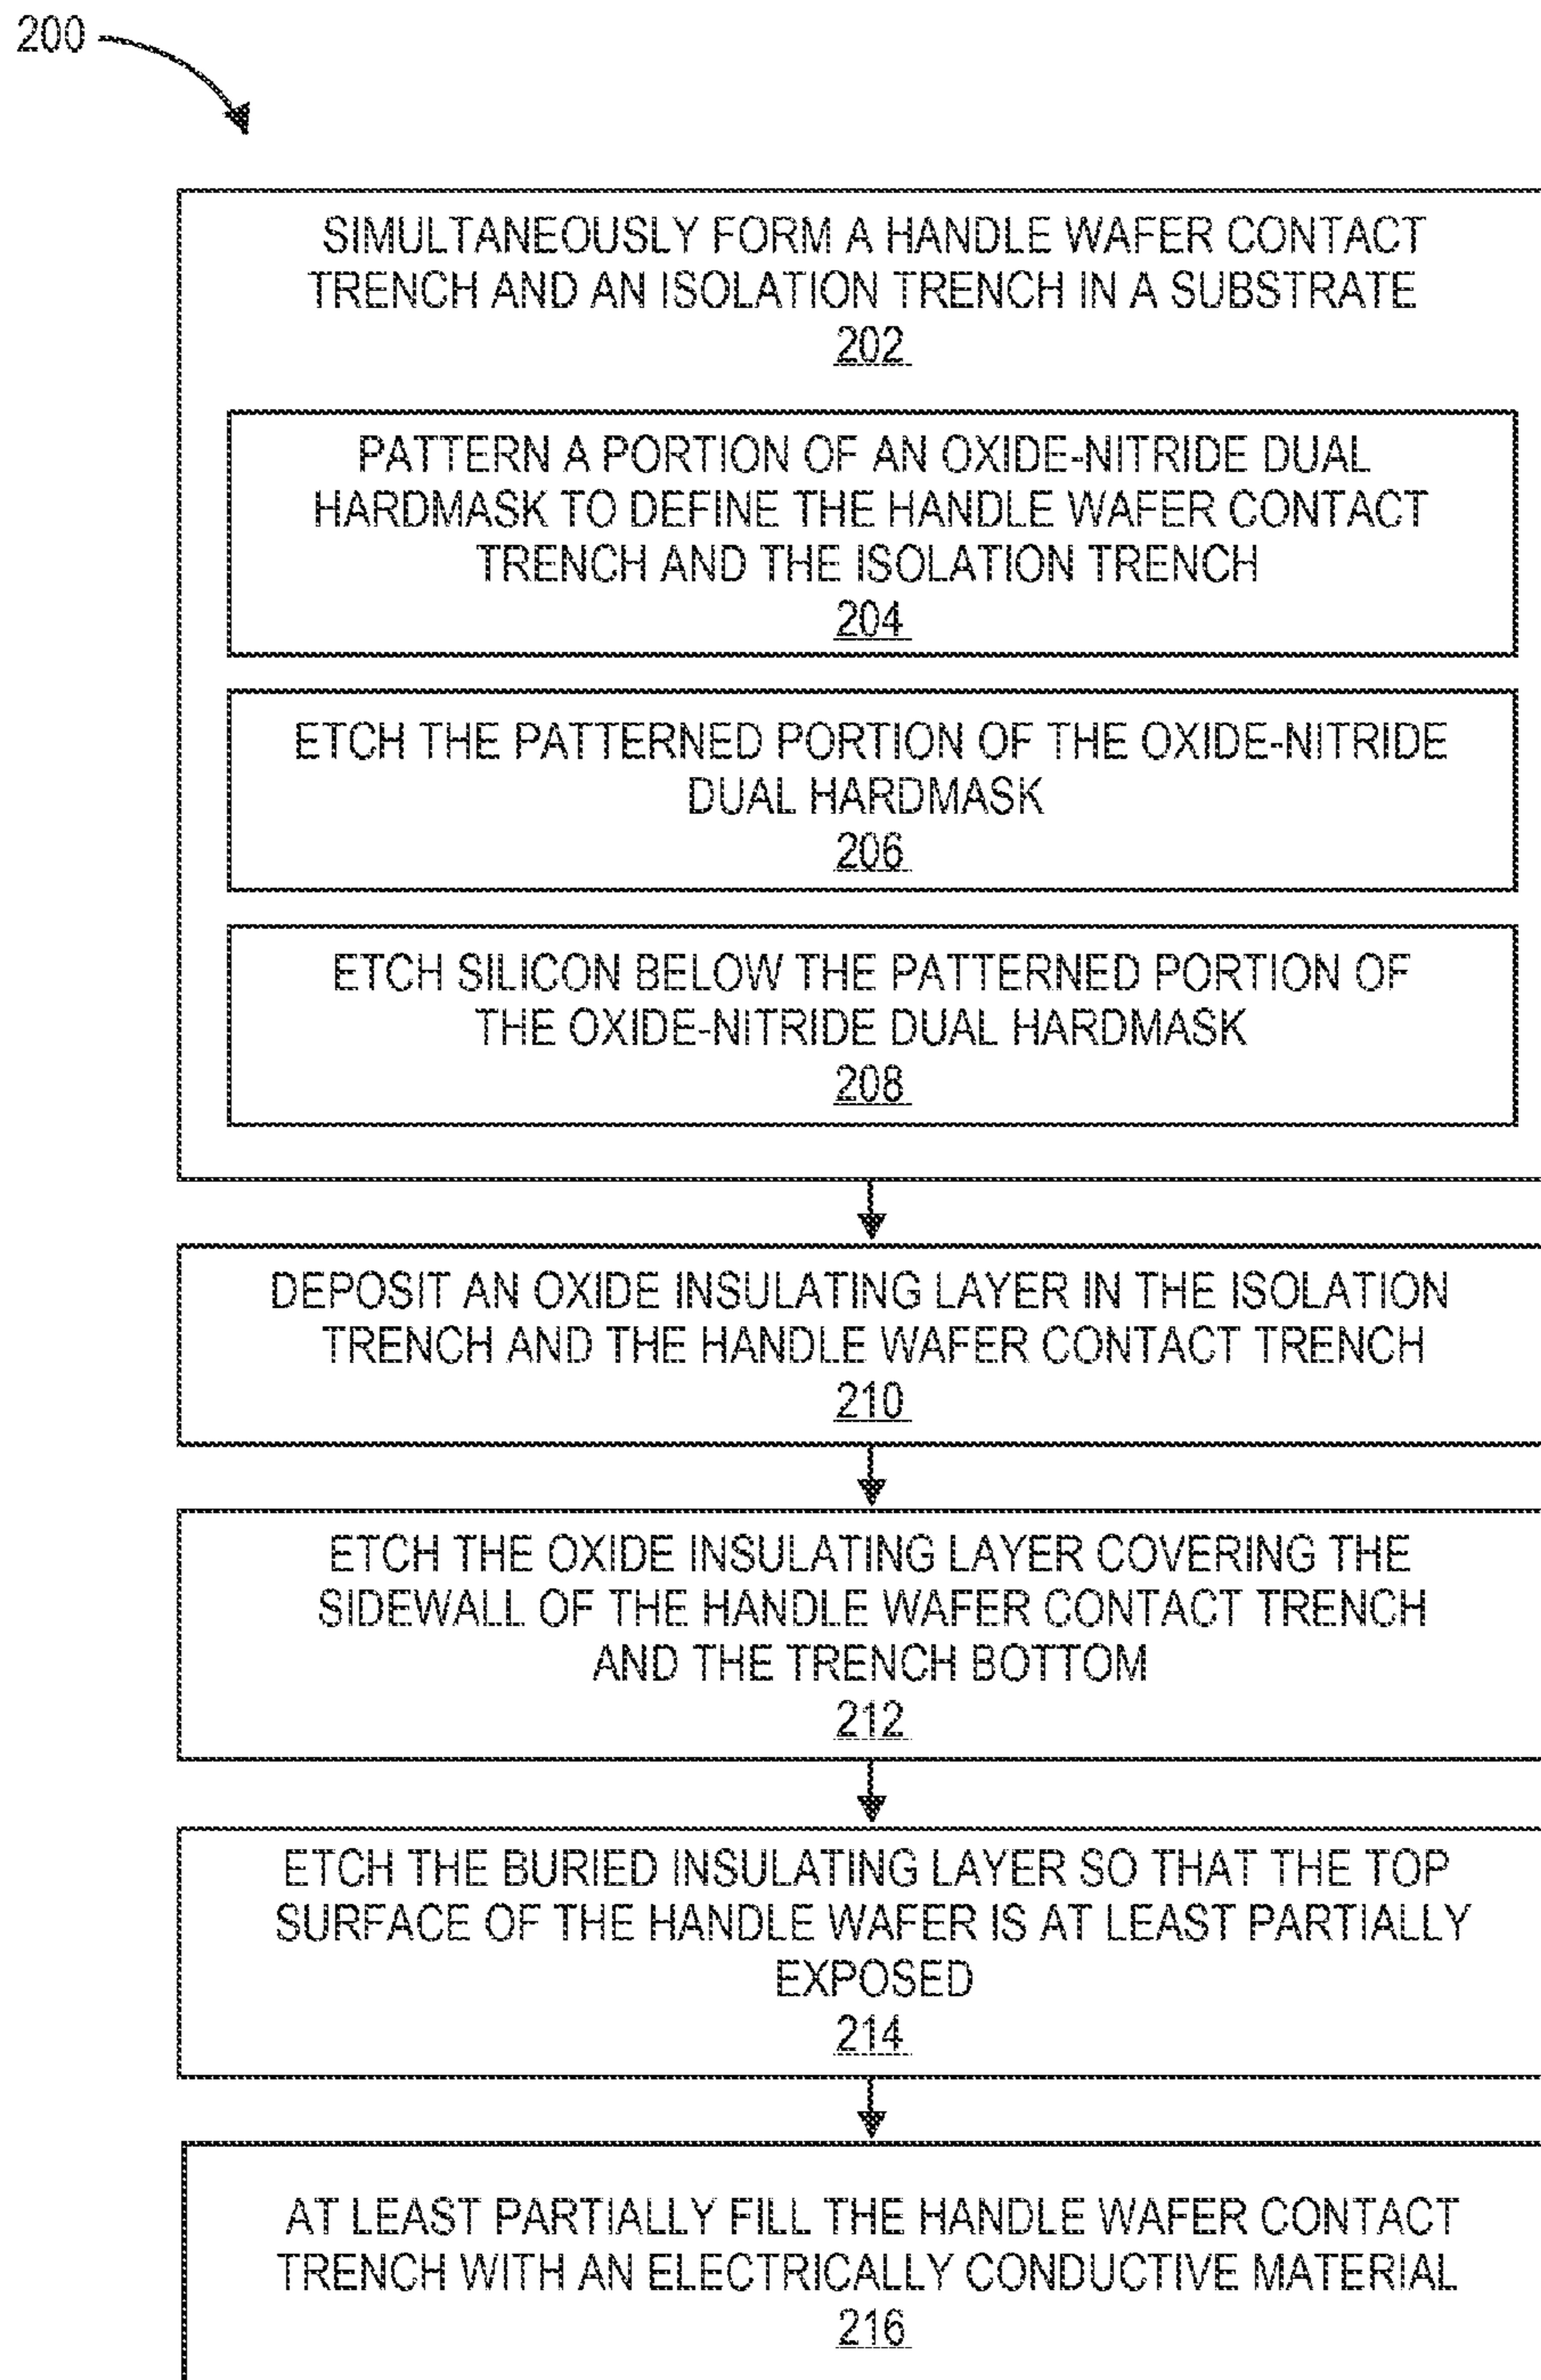 200
SIMULTANEOUSLY FORM A HANDLE WAFER CONTACT
TRENCH AND AN ISOLATION TRENCH IN A SUBSTRATE
202
PATTERN A PORTION OF AN OXIDE-NITRIDE DUAL
HARDMASK TO DEFINE THE HANDLE WAFER CONTACT
TRENCH AND THE ISOLATION TRENCH
204
ETCH THE PATTERNED PORTION OF THE OXIDE-NITRIDE
DUAL HARDMASK
206
ETCH SILICON BELOW THE PATTERNED PORTION OF
THE OXIDE-NITRIDE DUAL HARDMASK
208
DEPOSIT AN OXIDE INSULATING LAYER IN THE ISOLATION
TRENCH AND THE HANDLE WAFER CONTACT TRENCH
210
ETCH THE OXIDE INSULATING LAYER COVERING THE
SIDEWALL OF THE HANDLE WAFER CONTACT TRENCH
AND THE TRENCH BOTTOM
212
ETCH THE BURIED INSULATING LAYER SO THAT THE TOP
SURFACE OF THE HANDLE WAFER IS AT LEAST PARTIALLY
EXPOSED
214
AT LEAST PARTIALLY FILL THE HANDLE WAFER CONTACT
TRENCH WITH AN ELECTRICALLY CONDUCTIVE MATERIAL
216